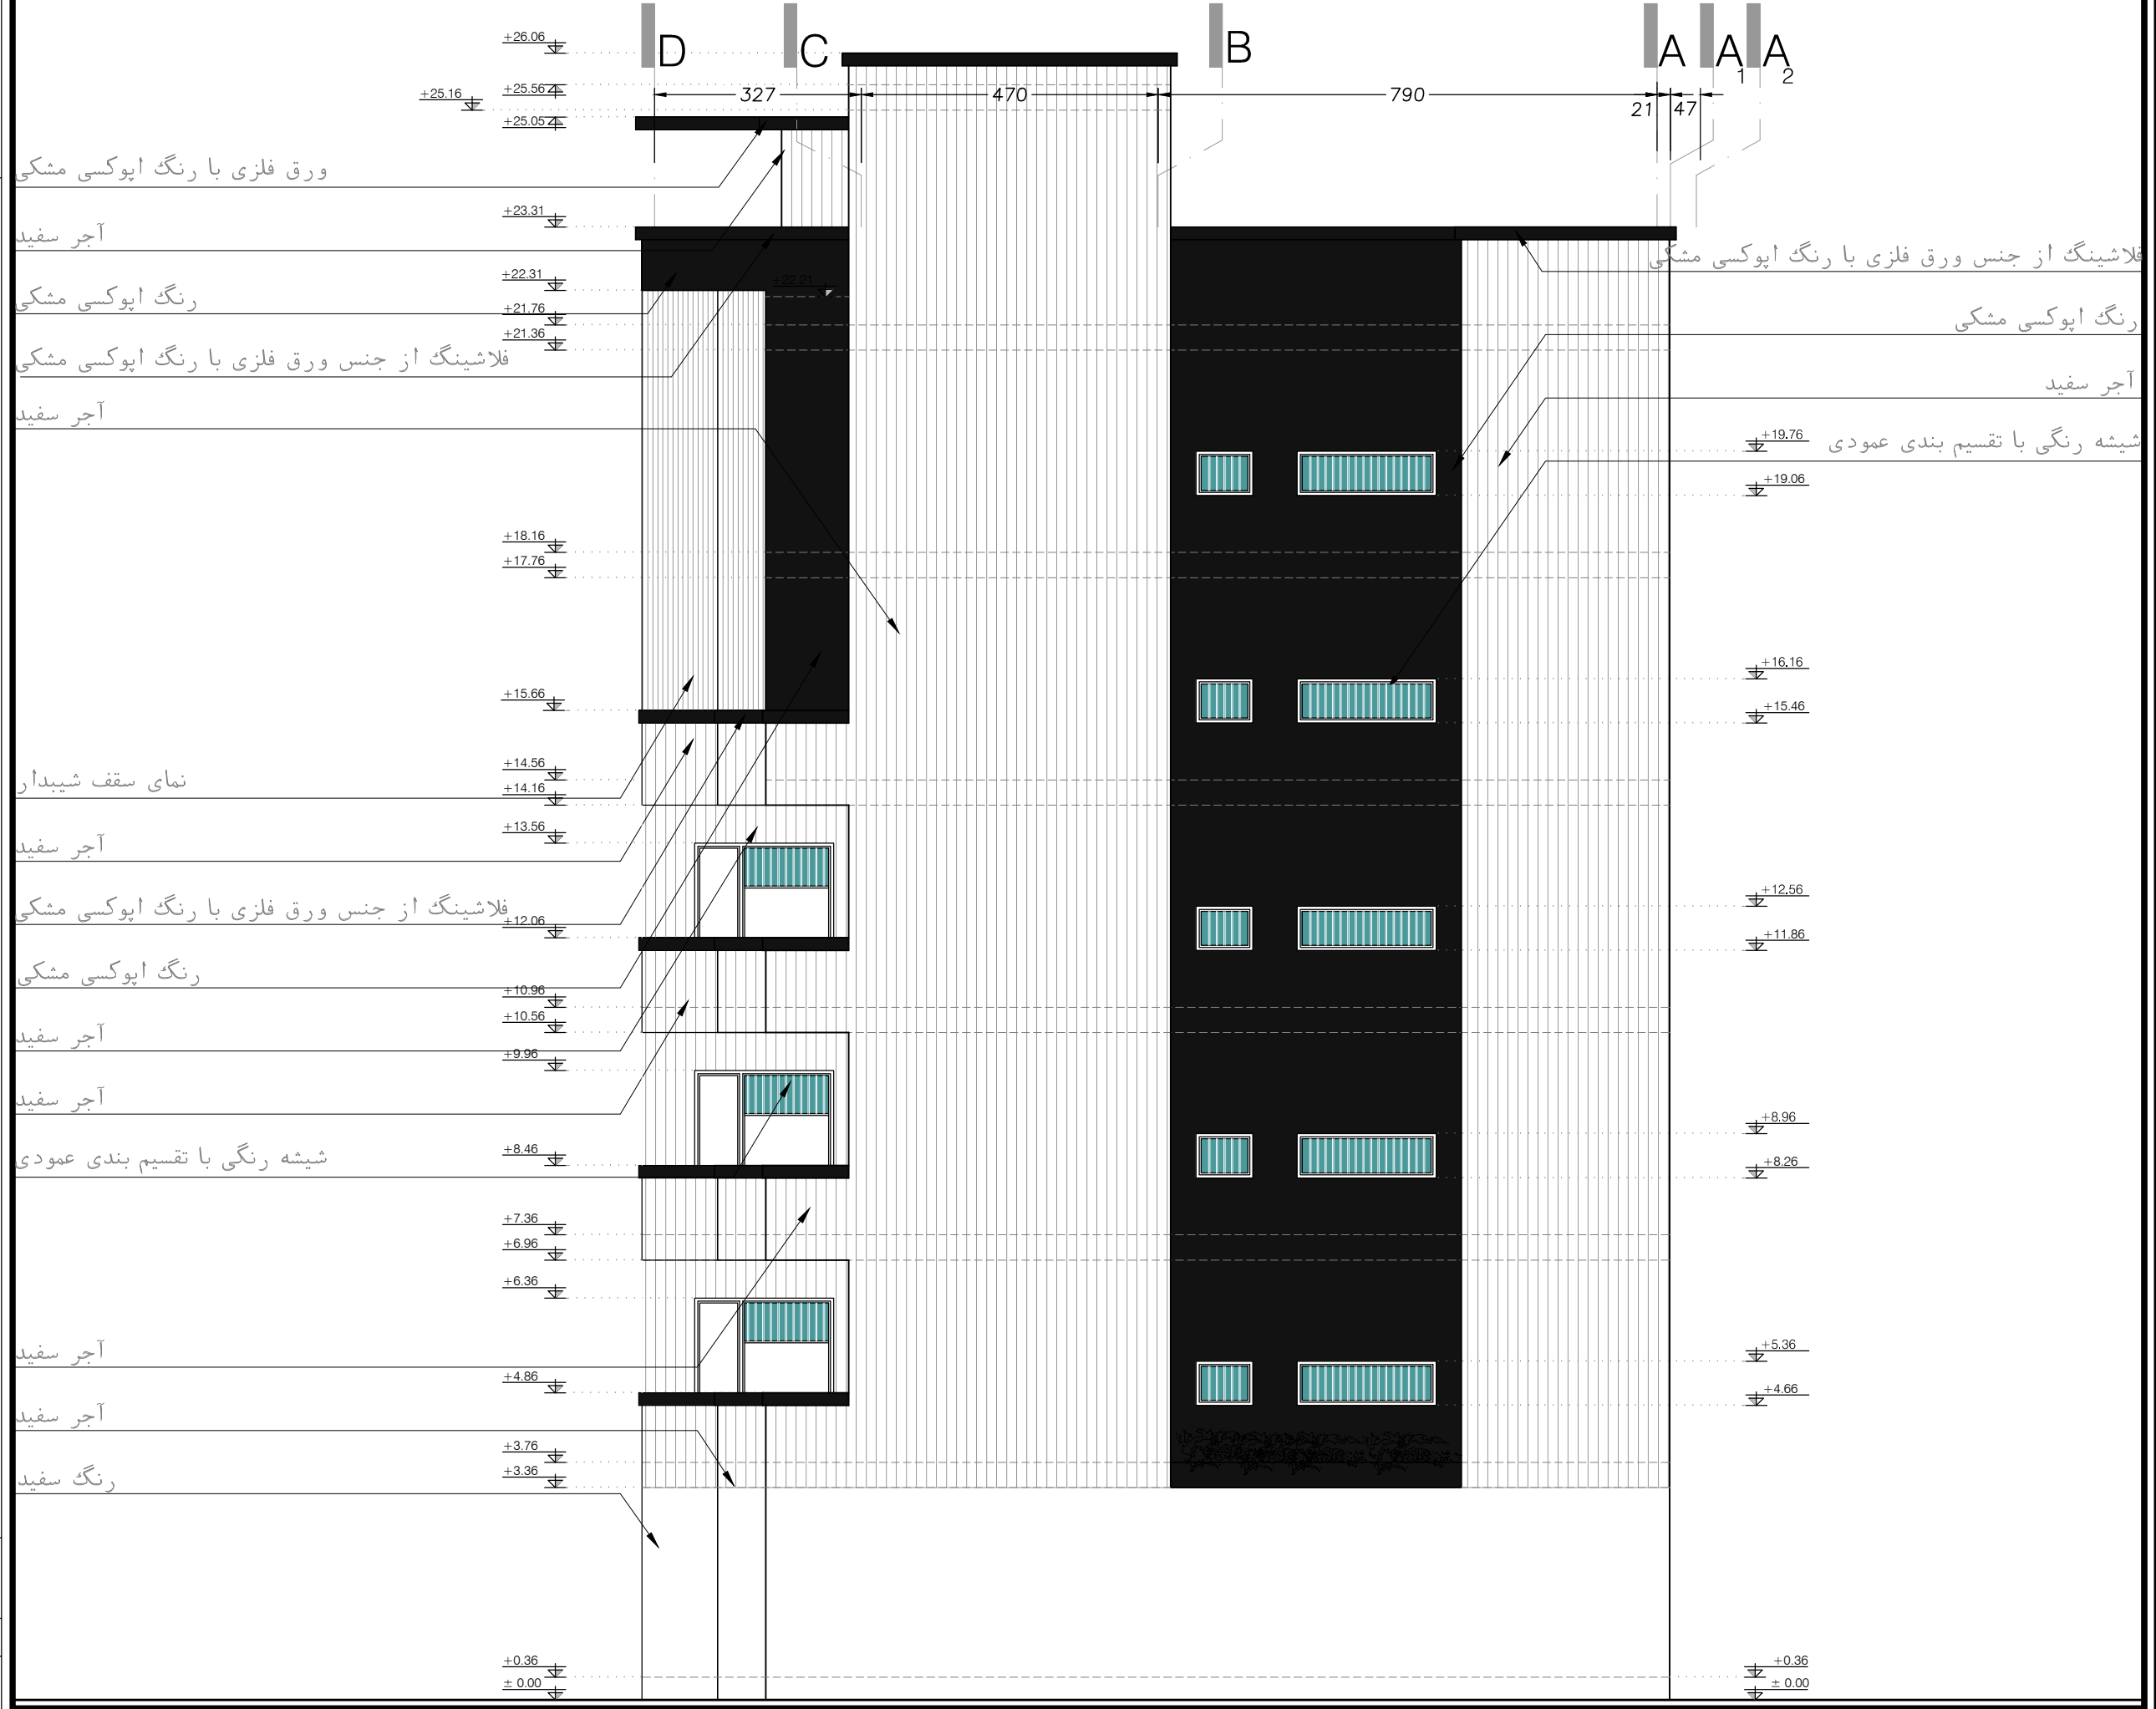 D
C
B
A
A1
A2
+26.06
+25.56
+25.16
+25.05
327
470
790
21
47
ورق فلزی با رنگ اپوکسی مشکی
+23.31
آجر سفید
فلاشینگ از جنس ورق فلزی با رنگ اپوکسی مشکی
+22.31
+22.21
رنگ اپوکسی مشکی
+21.76
رنگ اپوکسی مشکی
+21.36
فلاشینگ از جنس ورق فلزی با رنگ اپوکسی مشکی
آجر سفید
آجر سفید
+19.76
شیشه رنگی با تقسیم بندی عمودی
+19.06
+18.16
+17.76
+16.16
+15.66
+15.46
+14.56
نمای سقف شیبدار
+14.16
+13.56
آجر سفید
+12.56
فلاشینگ از جنس ورق فلزی با رنگ اپوکسی مشکی
+12.06
+11.86
رنگ اپوکسی مشکی
+10.96
+10.56
آجر سفید
+9.96
آجر سفید
+8.96
+8.46
شیشه رنگی با تقسیم بندی عمودی
+8.26
+7.36
+6.96
+6.36
آجر سفید
+5.36
+4.86
+4.66
آجر سفید
+3.76
+3.36
رنگ سفید
+0.36
+0.36
± 0.00
± 0.00